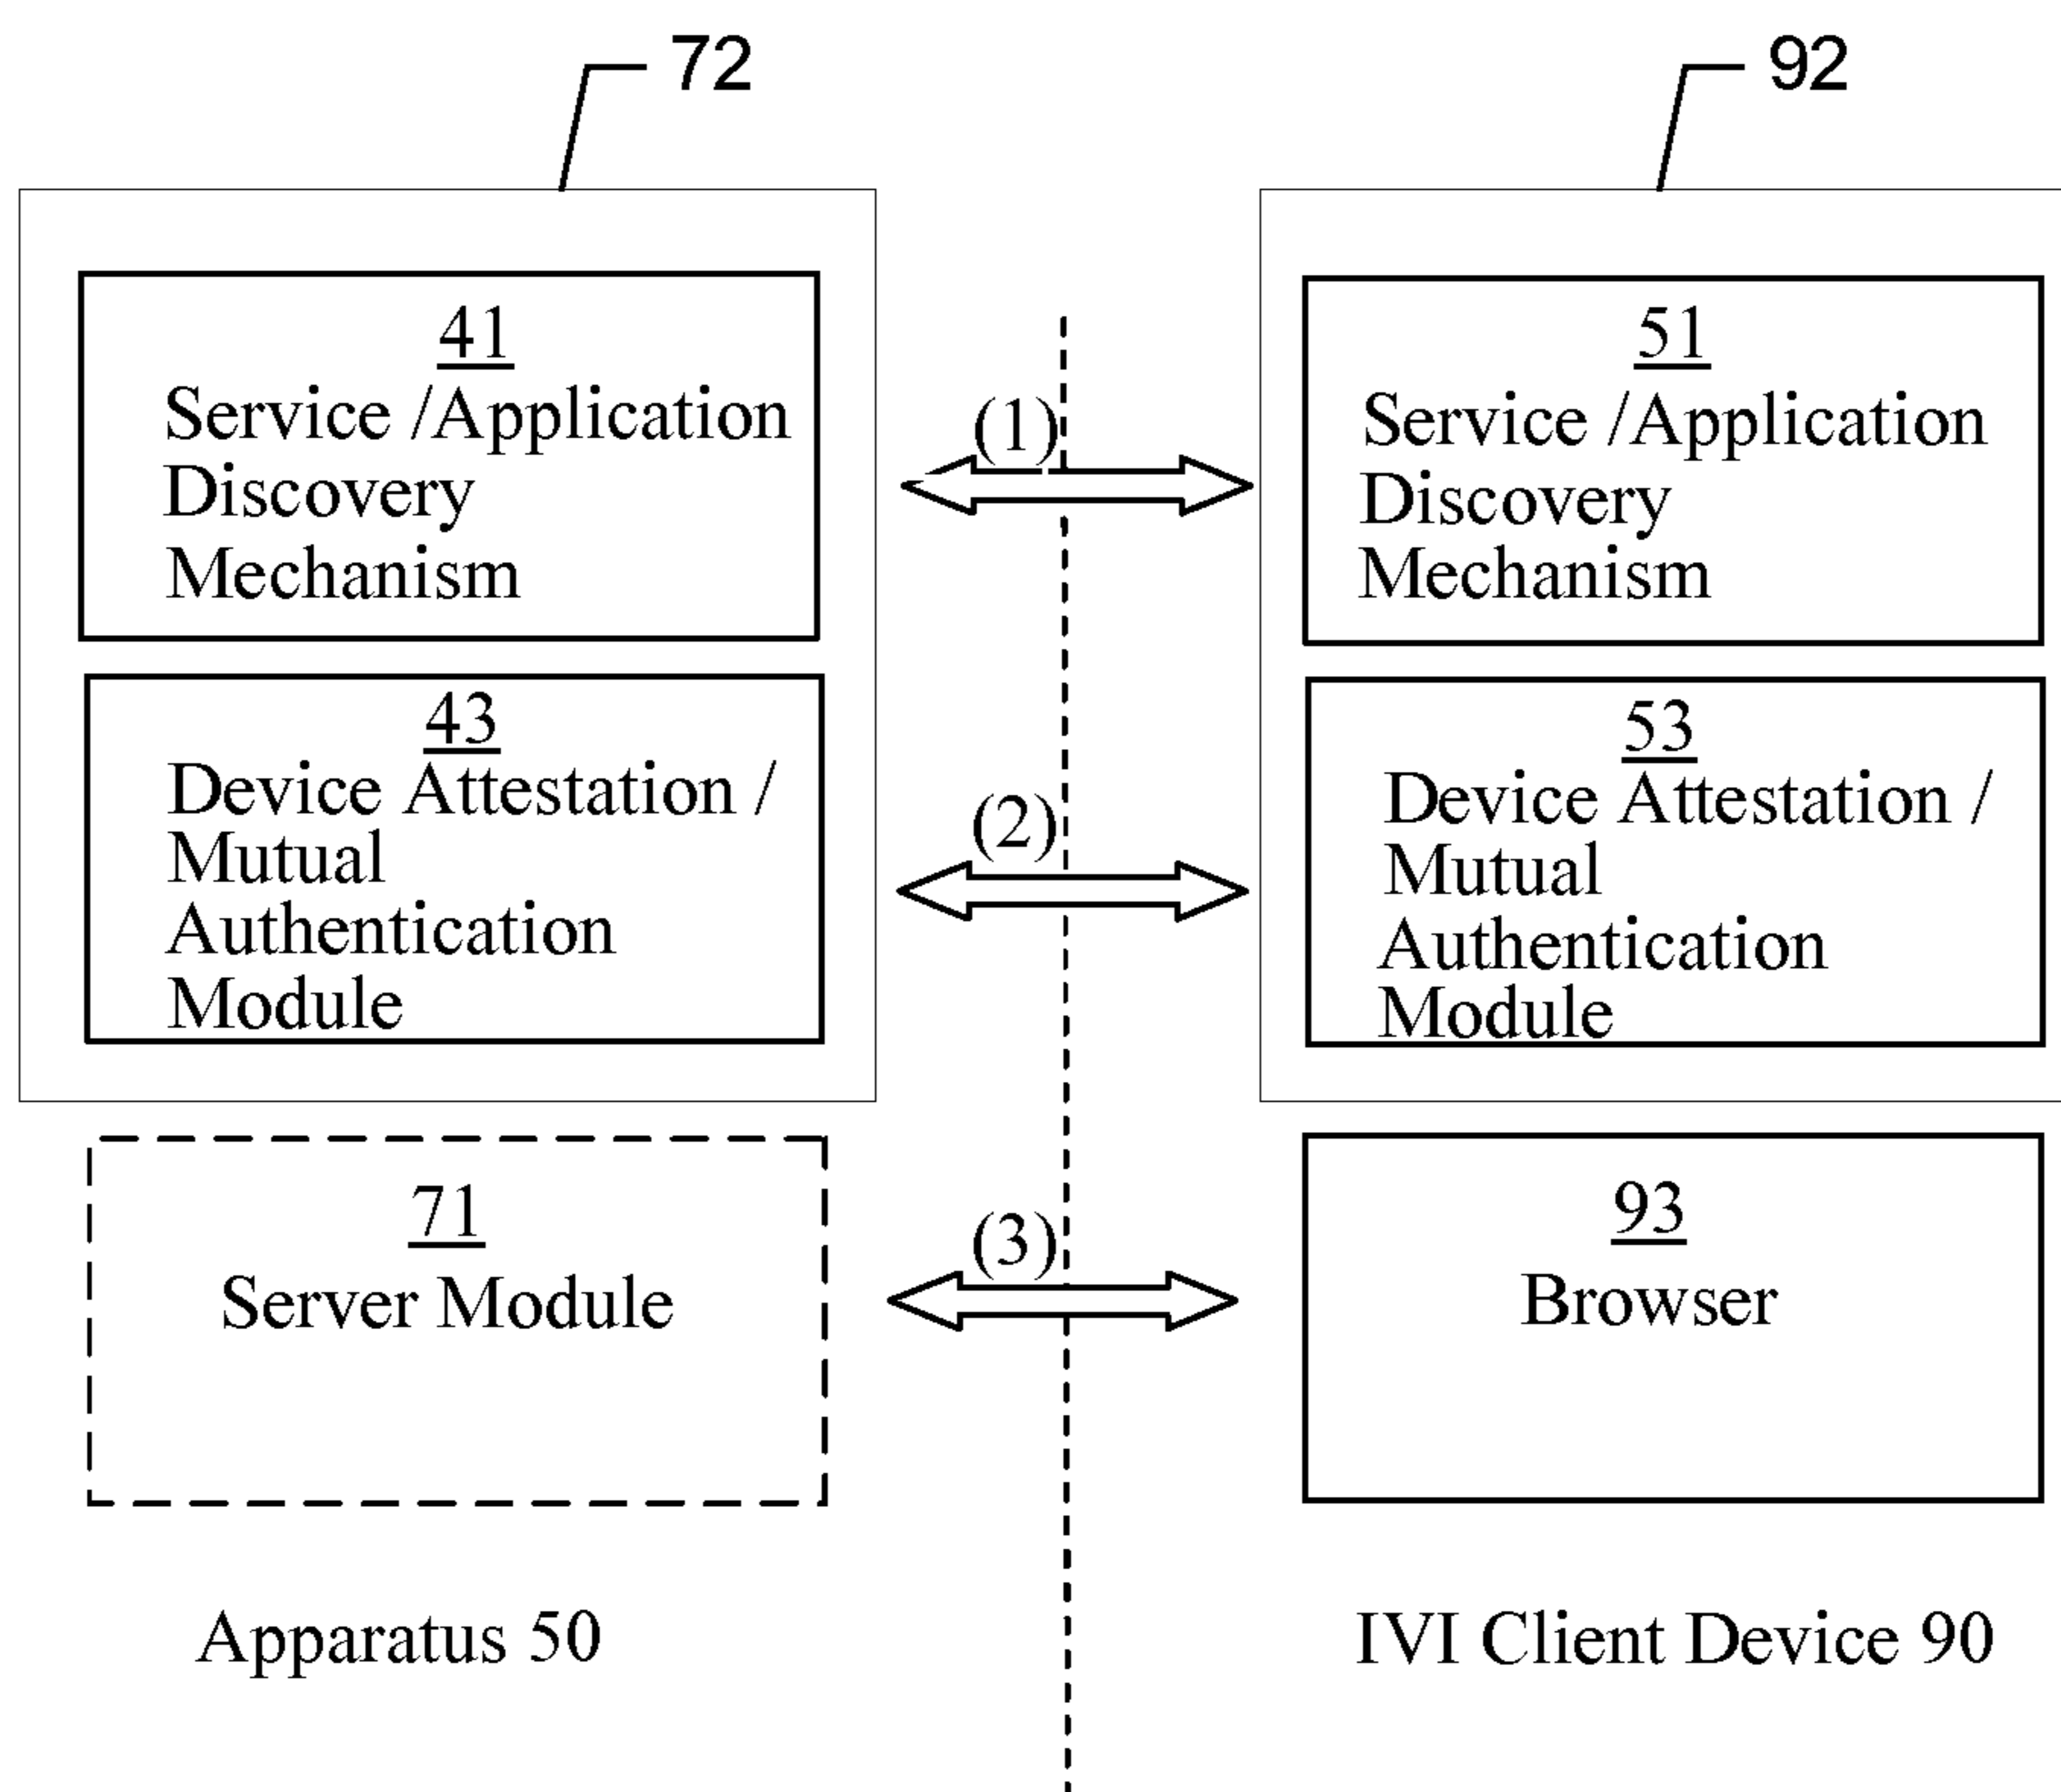 72
92
41
Service /Application
Discovery
Mechanism
(1)
51
Service /Application
Discovery
Mechanism
43
Device Attestation /
Mutual
Authentication
Module
(2)
53
Device Attestation /
Mutual
Authentication
Module
71
Server Module
(3)
93
Browser
Apparatus 50
IVI Client Device 90